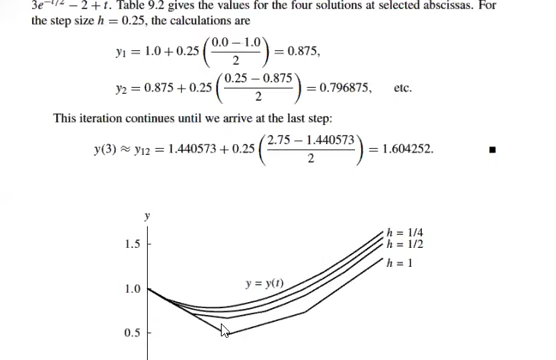 3e^{-t/2} − 2 + t. Table 9.2 gives the values for the four solutions at selected abscissas. For
the step size h = 0.25, the calculations are
y₁ = 1.0 + 0.25 ((0.0 − 1.0)/2) = 0.875,
y₂ = 0.875 + 0.25 ((0.25 − 0.875)/2) = 0.796875, etc.
This iteration continues until we arrive at the last step:
y(3) ≈ y₁₂ = 1.440573 + 0.25 ((2.75 − 1.440573)/2) = 1.604252.
y
h = 1/4
1.5
h = 1/2
h = 1
y = y(t)
1.0
0.5